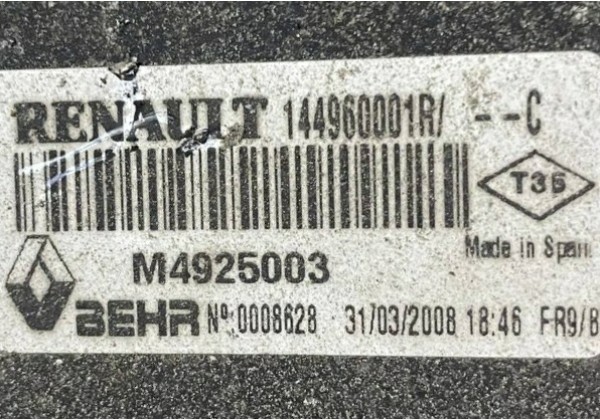 RENAULT 144960001R/ --C
T35
Made in Spain
M4925003
BEHR Nº:0008628 31/03/2008 18:46 FR9/B